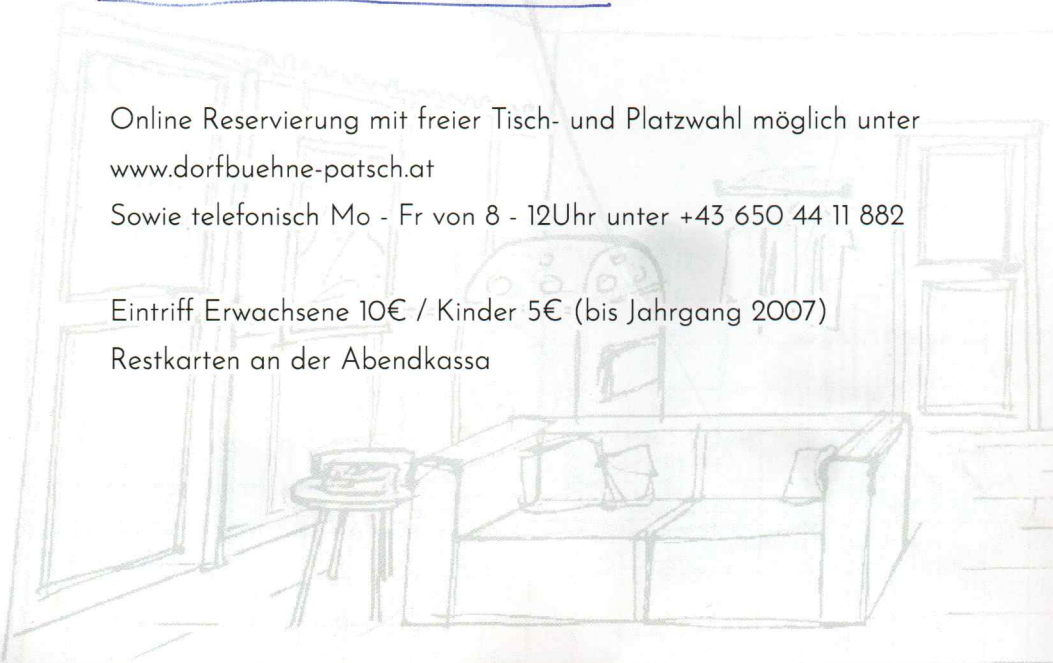 Online Reservierung mit freier Tisch- und Platzwahl möglich unter
www.dorfbuehne-patsch.at
Sowie telefonisch Mo - Fr von 8 - 12Uhr unter +43 650 44 11 882
Eintriff Erwachsene 10€ / Kinder 5€ (bis Jahrgang 2007)
Restkarten an der Abendkassa